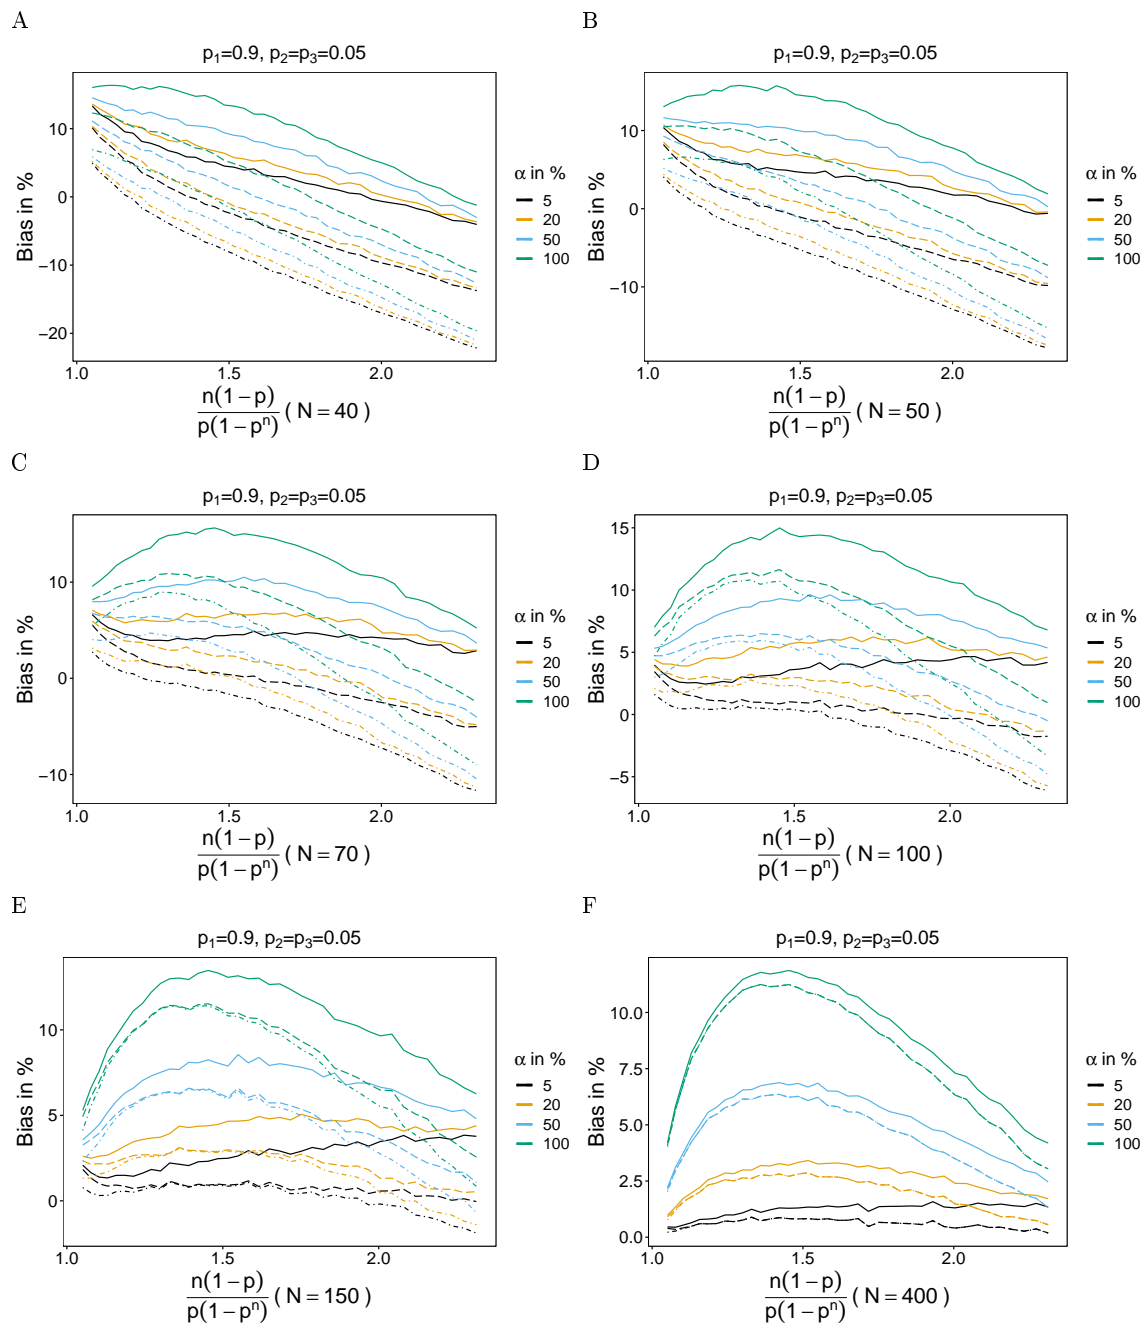 A
p₁=0.9, p₂=p₃=0.05
Bias in %
10
0
−10
−20
1.0 1.5 2.0
n(1−p)
p(1−pⁿ) ( N = 40 )
α in %
5
20
50
100
B
p₁=0.9, p₂=p₃=0.05
Bias in %
10
0
−10
1.0 1.5 2.0
n(1−p)
p(1−pⁿ) ( N = 50 )
α in %
5
20
50
100
C
p₁=0.9, p₂=p₃=0.05
Bias in %
10
0
−10
1.0 1.5 2.0
n(1−p)
p(1−pⁿ) ( N = 70 )
α in %
5
20
50
100
D
p₁=0.9, p₂=p₃=0.05
Bias in %
15
10
5
0
−5
1.0 1.5 2.0
n(1−p)
p(1−pⁿ) ( N = 100 )
α in %
5
20
50
100
E
p₁=0.9, p₂=p₃=0.05
Bias in %
10
5
0
1.0 1.5 2.0
n(1−p)
p(1−pⁿ) ( N = 150 )
α in %
5
20
50
100
F
p₁=0.9, p₂=p₃=0.05
Bias in %
10.0
7.5
5.0
2.5
0.0
1.0 1.5 2.0
n(1−p)
p(1−pⁿ) ( N = 400 )
α in %
5
20
50
100